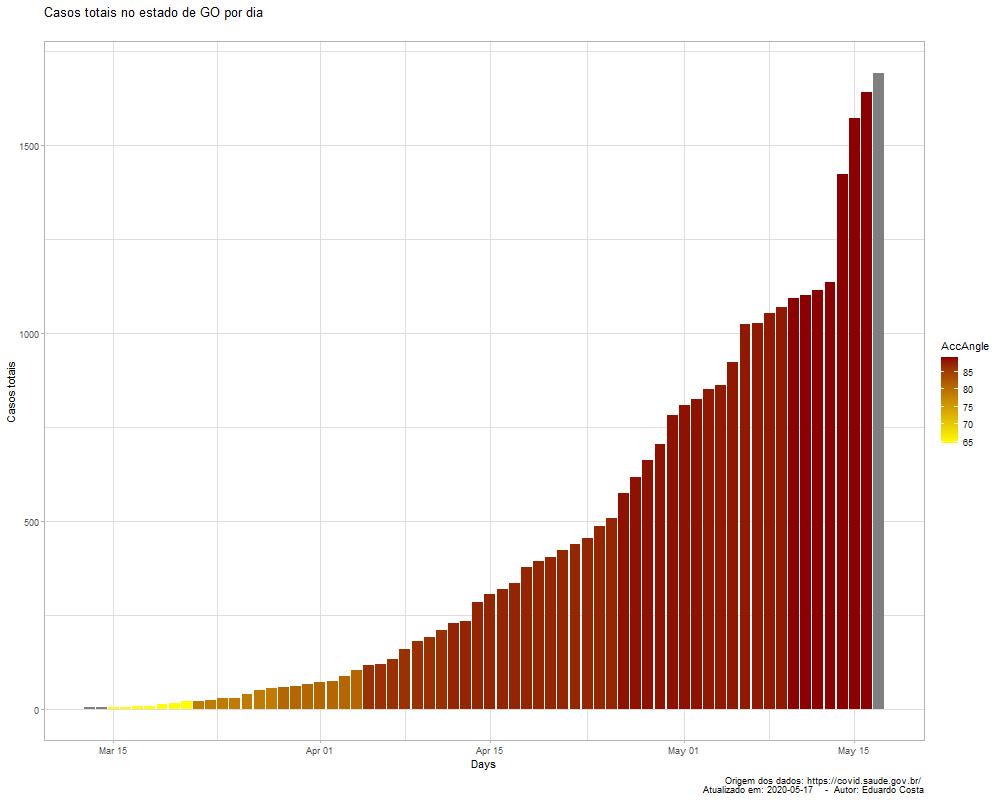 Casos totais no estado de GO por dia
Casos totais
1500
1000
500
0
Mar 15
Apr 01
Apr 15
May 01
May 15
Days
AccAngle
85
80
75
70
65
Origem dos dados: https://covid.saude.gov.br/
Atualizado em: 2020-05-17 - Autor: Eduardo Costa